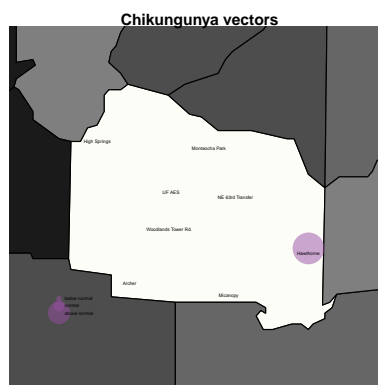 Chikungunya vectors
High Springs
Monteocha Park
UF AES
NE 63rd Transfer
Woodlands Tower Rd.
Hawthorne
Archer
Micanopy
below normal
normal
above normal